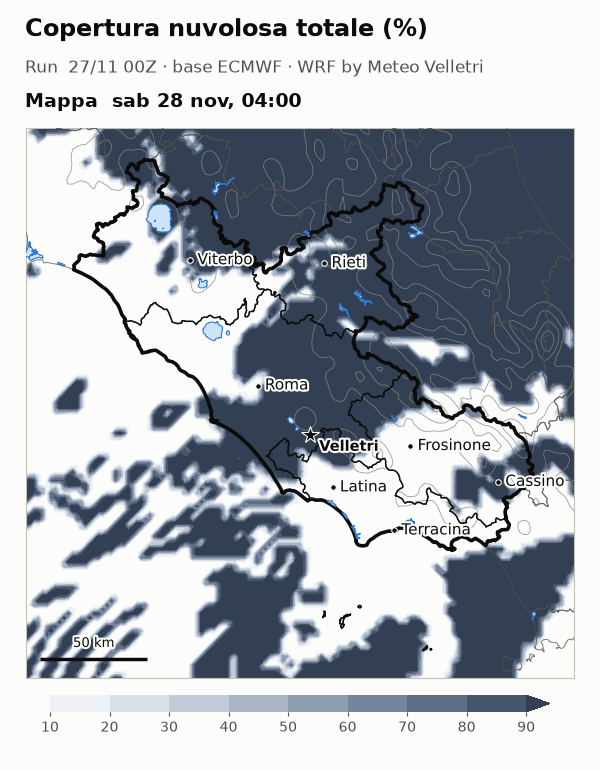 Copertura nuvolosa totale (%)
Run  27/11 00Z · base ECMWF · WRF by Meteo Velletri
Mappa  sab 28 nov, 04:00
Viterbo
Rieti
Roma
Velletri
Frosinone
Latina
Cassino
Terracina
50 km
10 20 30 40 50 60 70 80 90